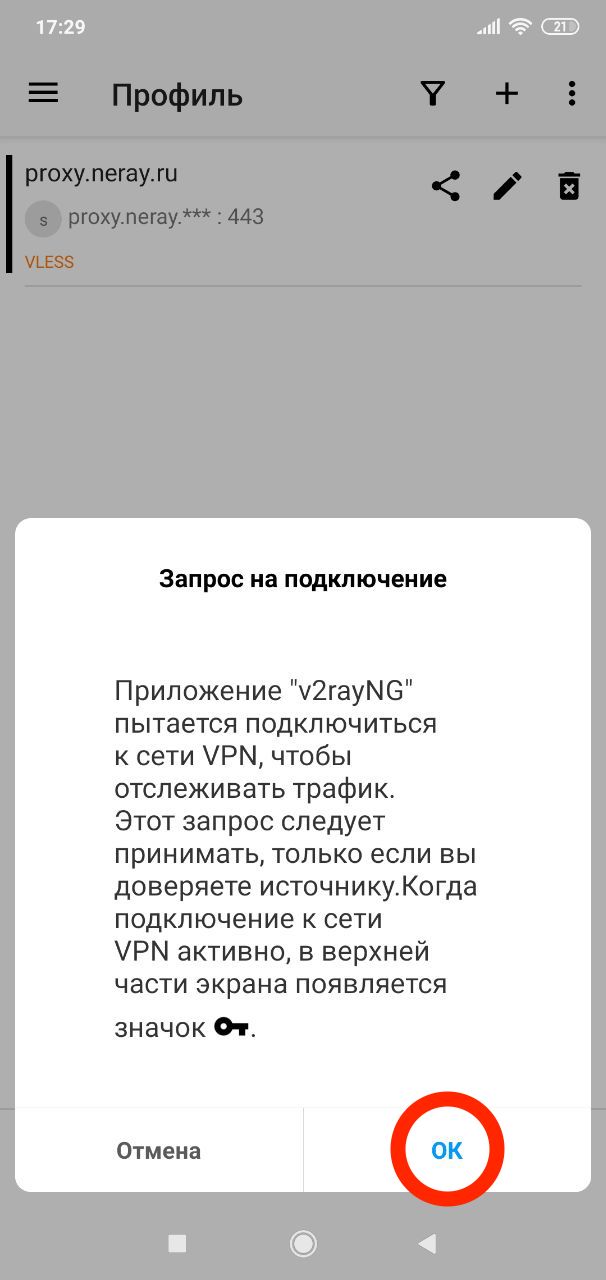 17:29
21
Профиль
proxy.neray.ru
s
proxy.neray.*** : 443
VLESS
Запрос на подключение
Приложение "v2rayNG"
пытается подключиться
к сети VPN, чтобы
отслеживать трафик.
Этот запрос следует
принимать, только если вы
доверяете источнику.Когда
подключение к сети
VPN активно, в верхней
части экрана появляется
значок .
Отмена
ОК